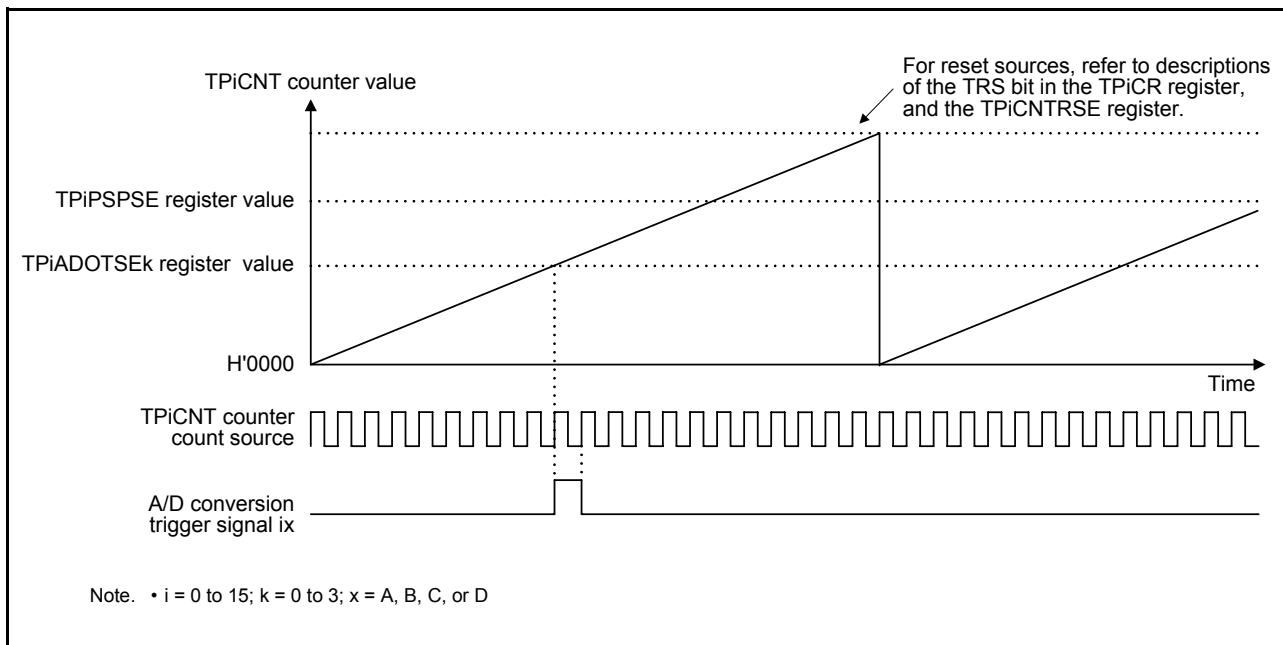 TPiCNT counter value
For reset sources, refer to descriptions
of the TRS bit in the TPiCR register,
and the TPiCNTRSE register.
TPiPSPSE register value
TPiADOTSEk register value
H'0000
Time
TPiCNT counter
count source
A/D conversion
trigger signal ix
Note. • i = 0 to 15; k = 0 to 3; x = A, B, C, or D